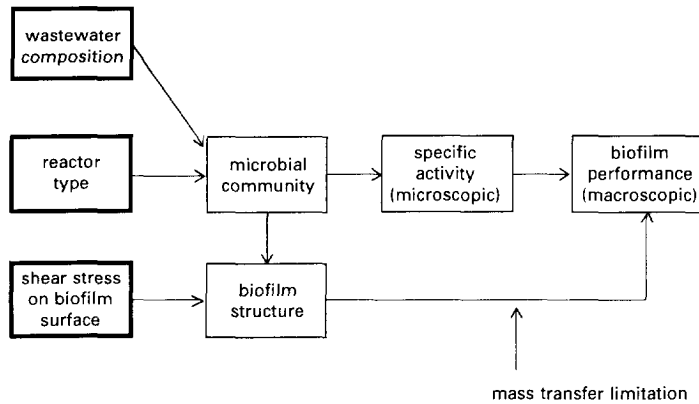 wastewater
composition
reactor
type
microbial
community
specific
activity
(microscopic)
biofilm
performance
(macroscopic)
shear stress
on biofilm
surface
biofilm
structure
mass transfer limitation